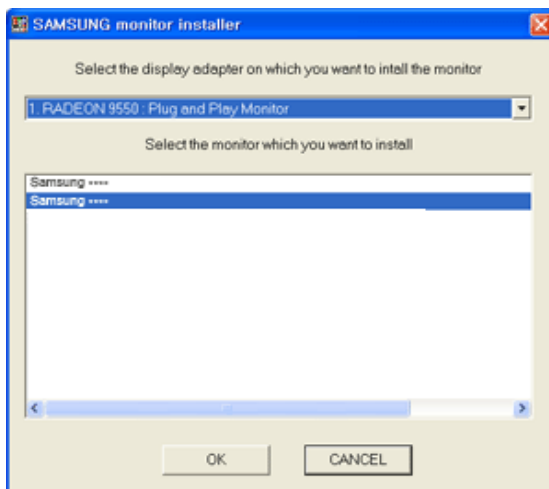 SAMSUNG monitor installer
Select the display adapter on which you want to intall the monitor
1. RADEON 9550 : Plug and Play Monitor
Select the monitor which you want to install
Samsung ----
Samsung ----
OK
CANCEL